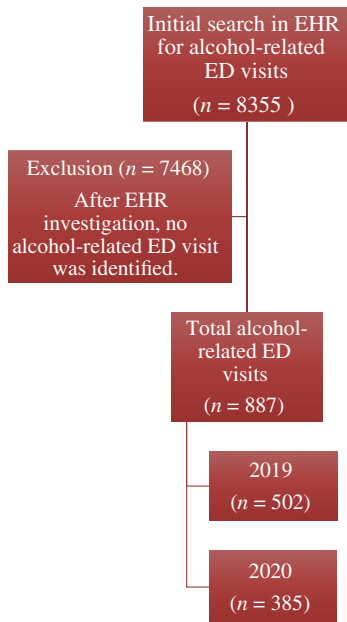 Initial search in EHR
for alcohol-related
ED visits
(n = 8355 )
Exclusion (n = 7468)
After EHR
investigation, no
alcohol-related ED visit
was identified.
Total alcohol-
related ED
visits
(n = 887)
2019
(n = 502)
2020
(n = 385)